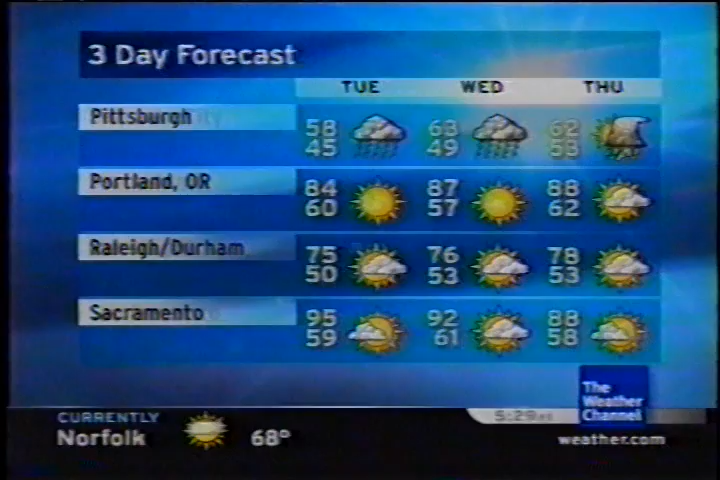 3 Day Forecast
TUE WED THU
Pittsburgh
58 63 62
45 49 53
Portland, OR
84 87 88
60 57 62
Raleigh/Durham
75 76 78
50 53 53
Sacramento
95 92 88
59 61 58
The
Weather
Channel
CURRENTLY
5:29
Norfolk 68°
weather.com